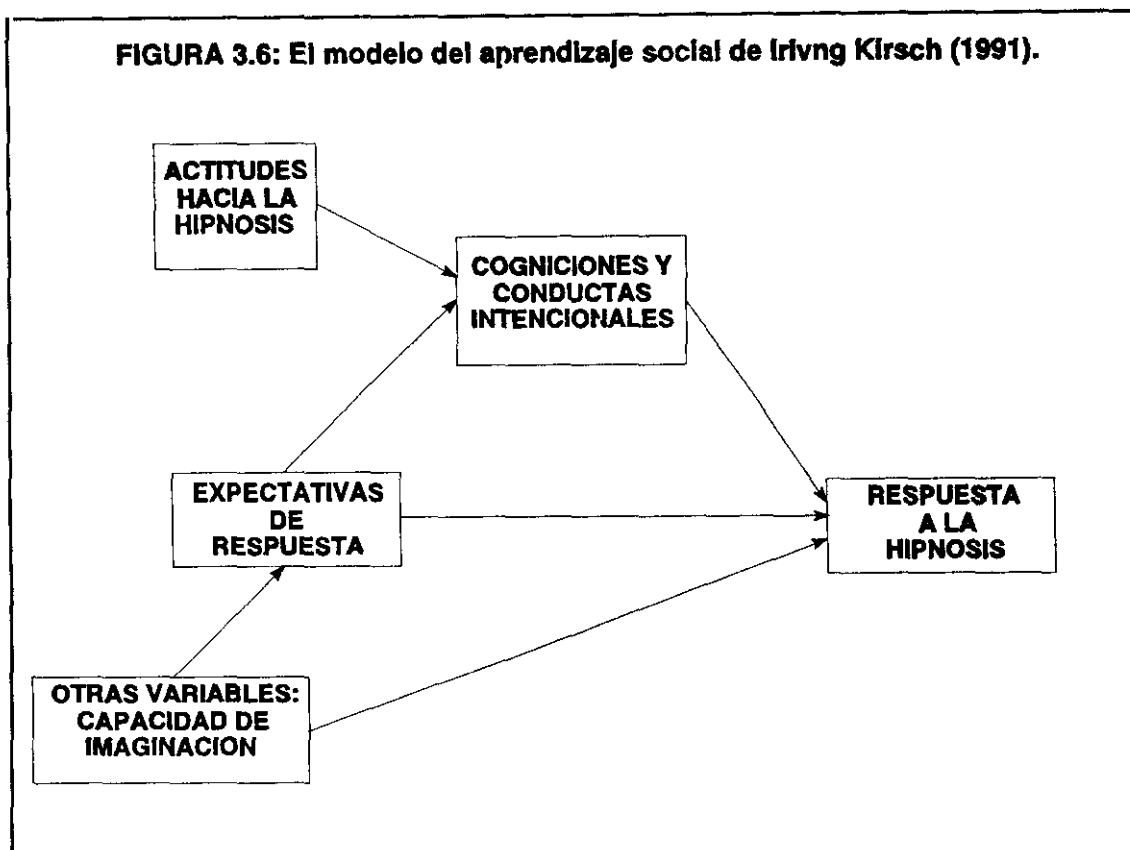 FIGURA 3.6: El modelo del aprendizaje social de Irivng Kirsch (1991).
ACTITUDES
HACIA LA
HIPNOSIS
COGNICIONES Y
CONDUCTAS
INTENCIONALES
EXPECTATIVAS
DE
RESPUESTA
RESPUESTA
A LA
HIPNOSIS
OTRAS VARIABLES:
CAPACIDAD DE
IMAGINACION